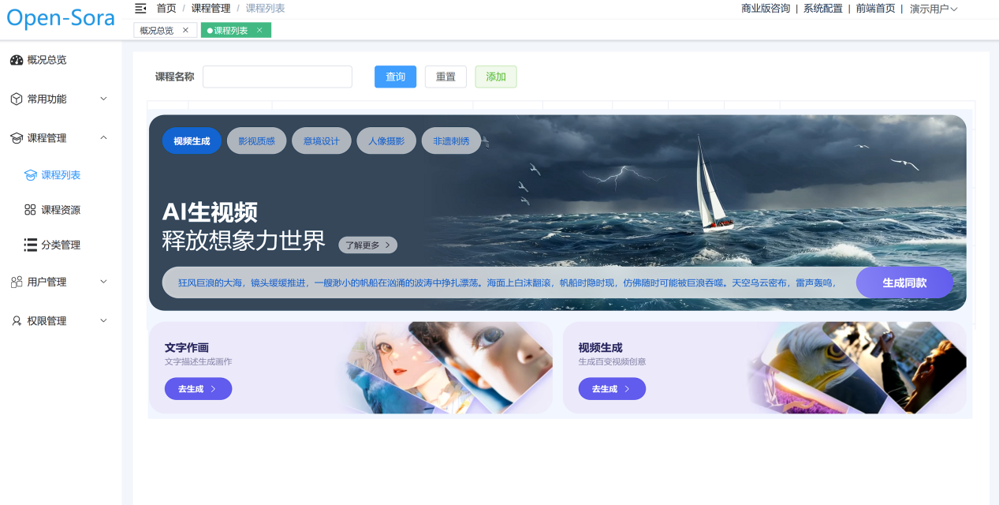 Open-Sora
首页 / 课程管理 / 课程列表
商业版咨询 | 系统配置 | 前端首页 | 演示用户
概况总览 × ●课程列表 ×
概况总览
常用功能
课程管理
课程列表
课程资源
分类管理
用户管理
权限管理
课程名称 查询 重置 添加
视频生成 影视质感 意境设计 人像摄影 非遗刺绣
AI生视频
释放想象力世界 了解更多 >
狂风巨浪的大海，镜头缓缓推进，一艘渺小的帆船在汹涌的波涛中挣扎漂荡。海面上白沫翻滚，帆船时隐时现，仿佛随时可能被巨浪吞噬。天空乌云密布，雷声轰鸣， 生成同款
文字作画
文字描述生成画作
去生成 >
视频生成
生成百变视频创意
去生成 >